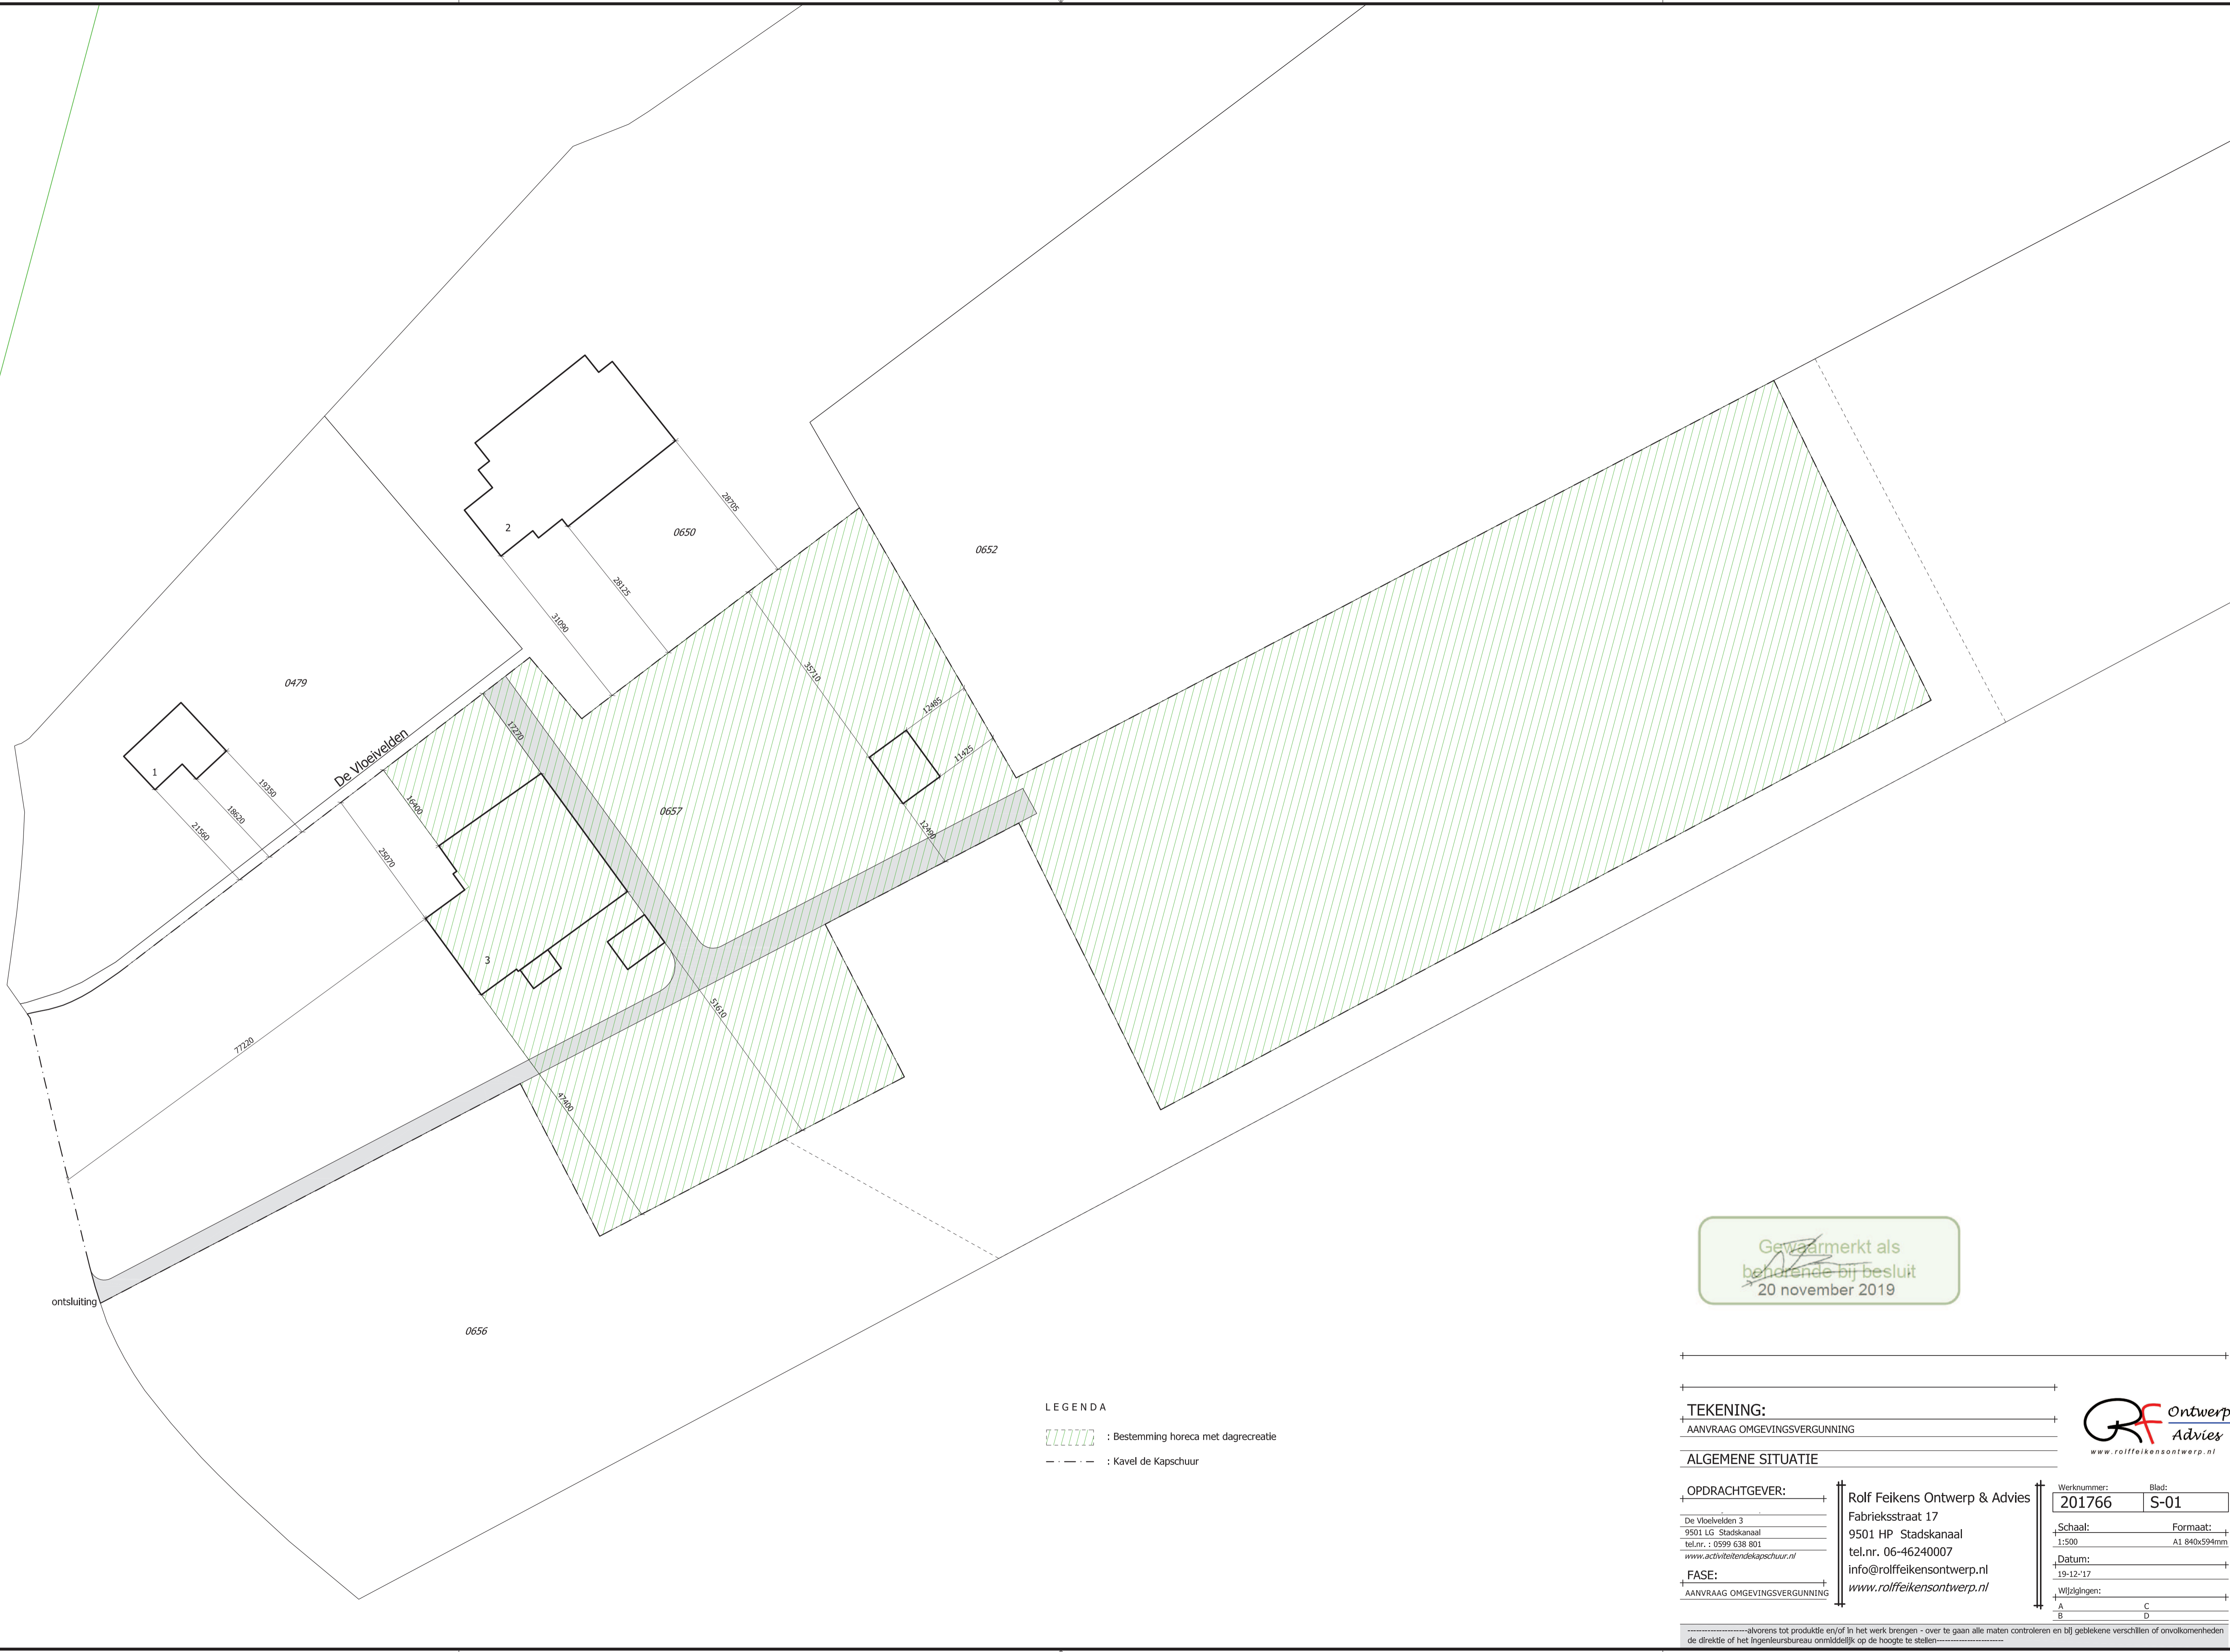 28705
2
0650
28125
31090
0652
35710
0479
12485
17270
De Vloeivelden
11425
1
19350
16400
18620
0657
21560
12490
25070
3
51610
77220
47400
ontsluiting
0656
Gewaarmerkt als
behorende bij besluit
20 november 2019
LEGENDA
: Bestemming horeca met dagrecreatie
: Kavel de Kapschuur
TEKENING:
AANVRAAG OMGEVINGSVERGUNNING
ALGEMENE SITUATIE
RF Ontwerp
Advies
www.rolffeikensontwerp.nl
OPDRACHTGEVER:
De Vloeivelden 3
9501 LG Stadskanaal
tel.nr. : 0599 638 801
www.activiteitendekapschuur.nl
FASE:
AANVRAAG OMGEVINGSVERGUNNING
Rolf Feikens Ontwerp & Advies
Fabrieksstraat 17
9501 HP Stadskanaal
tel.nr. 06-46240007
info@rolffeikensontwerp.nl
www.rolffeikensontwerp.nl
Werknummer: Blad:
201766 S-01
Schaal: Formaat:
1:500 A1 840x594mm
Datum:
19-12-'17
Wijzigingen:
A C
B D
---------------------alvorens tot produktie en/of in het werk brengen - over te gaan alle maten controleren en bij geblekene verschillen of onvolkomenheden
de direktie of het ingenieursbureau onmiddelijk op de hoogte te stellen-----------------------